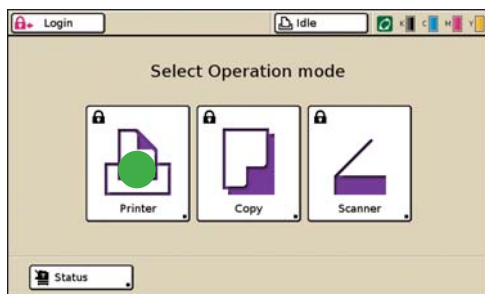 Login
Idle
K C M Y
Select Operation mode
Printer
Copy
Scanner
Status